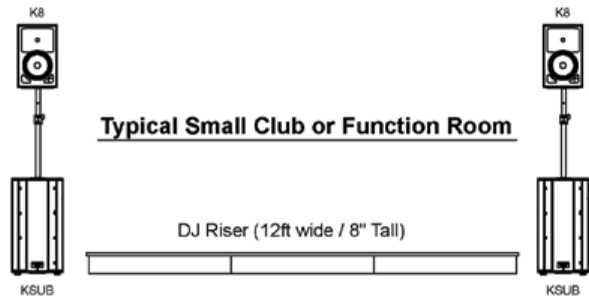 K8 K8
Typical Small Club or Function Room
DJ Riser (12ft wide / 8" Tall)
KSUB KSUB